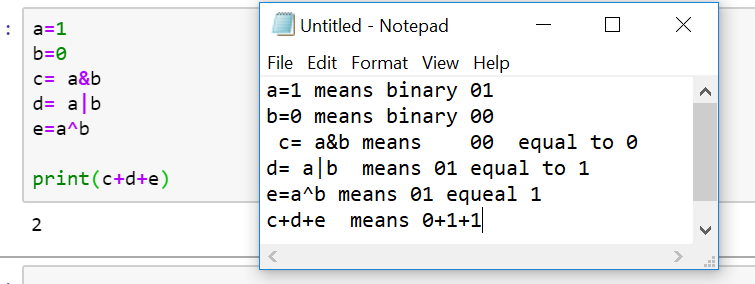 :
a=1
b=0
c= a&b
d= a|b
e=a^b
print(c+d+e)
2
Untitled - Notepad
File Edit Format View Help
a=1 means binary 01
b=0 means binary 00
 c= a&b means    00  equal to 0
d= a|b  means 01 equal to 1
e=a^b means 01 equeal 1
c+d+e  means 0+1+1